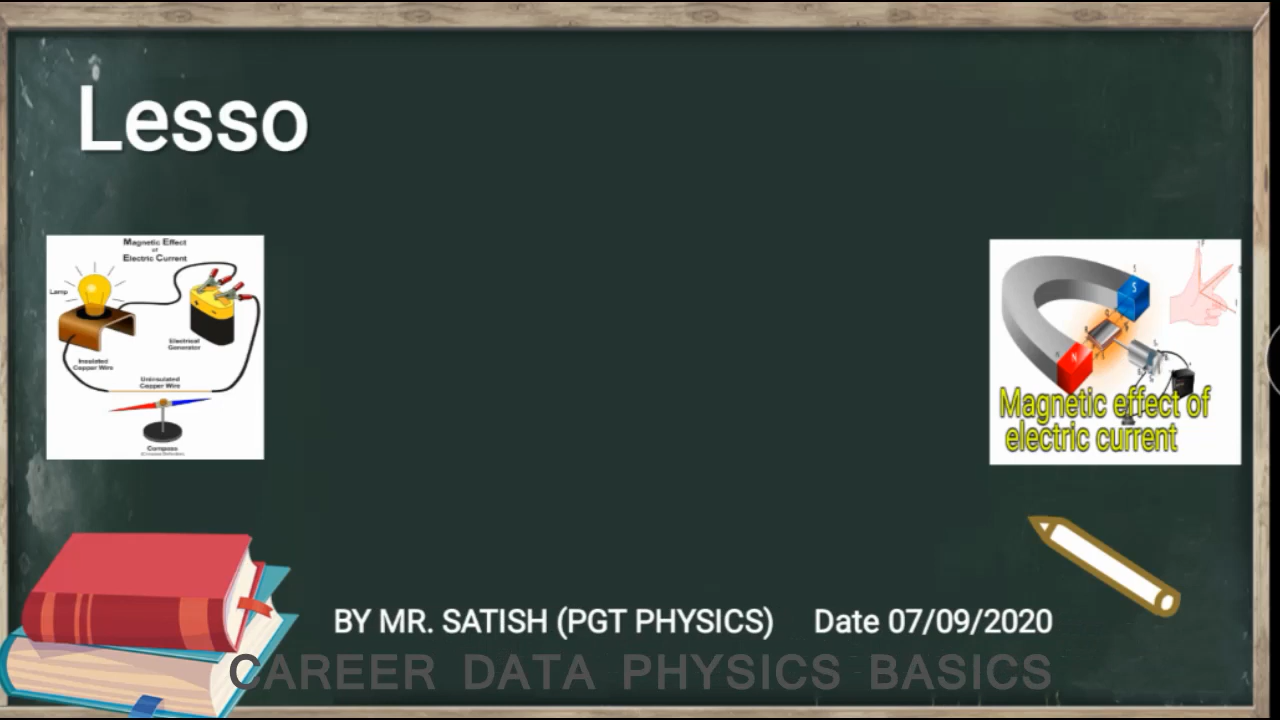 Lesso
Magnetic Effect
of
Electric Current
Lamp
Electrical
Generator
Insulated
Copper Wire
Uninsulated
Copper Wire
Compass
S
N
Magnetic effect of
electric current
BY MR. SATISH (PGT PHYSICS) Date 07/09/2020
CAREER DATA PHYSICS BASICS